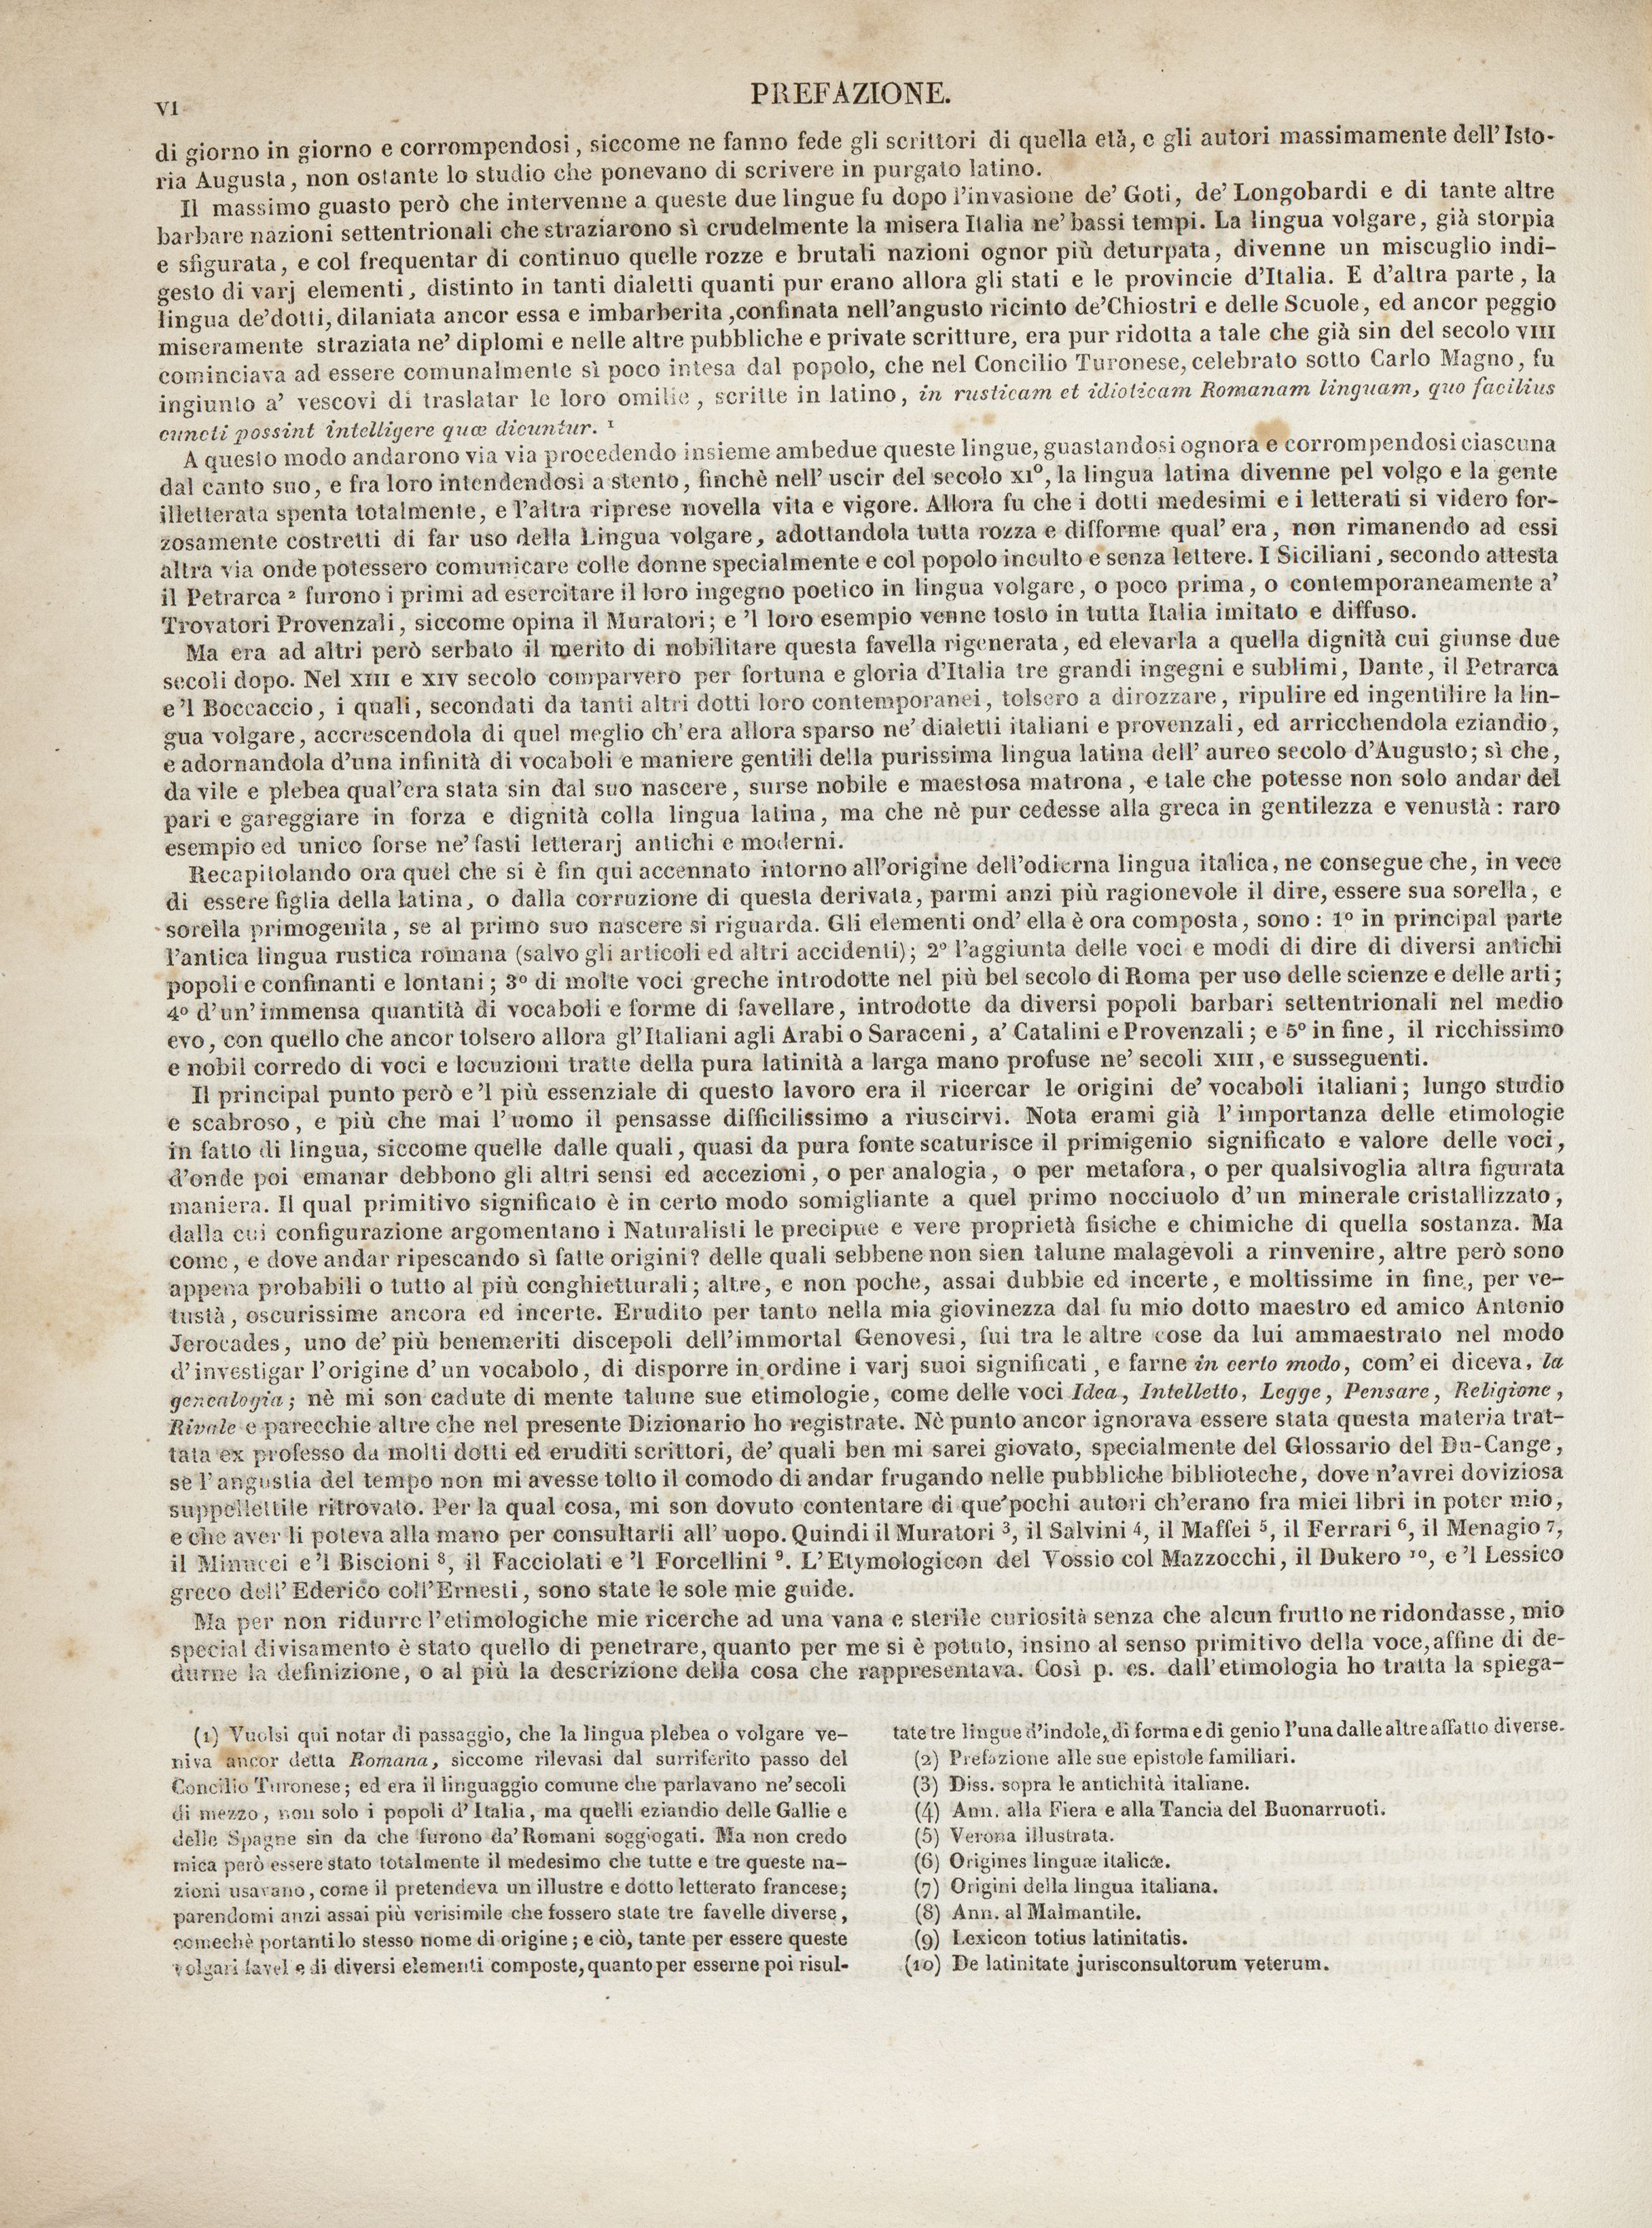 VI
PREFAZIONE.
di giorno in giorno e corrompendosi, siccome ne fanno fede gli scrittori di quella età, e gli autori massimamente dell'Isto-
ria Augusta, non ostante lo studio che ponevano di scrivere in purgato latino.
Il massimo guasto però che intervenne a queste due lingue fu dopo l'invasione de' Goti, de' Longobardi e di tante altre
barbare nazioni settentrionali che straziarono sì crudelmente la misera Italia ne' bassi tempi. La lingua volgare, già storpia
e sfigurata, e col frequentar di continuo quelle rozze e brutali nazioni ognor più deturpata, divenne un miscuglio indi-
gesto di varj elementi, distinto in tanti dialetti quanti pur erano allora gli stati e le provincie d'Italia. E d'altra parte, la
lingua de'dotti, dilaniata ancor essa e imbarberita, confinata nell'angusto ricinto de'Chiostri e delle Scuole, ed ancor peggio
miseramente straziata ne' diplomi e nelle altre pubbliche e private scritture, era pur ridotta a tale che già sin del secolo VIII
cominciava ad essere comunalmente sì poco intesa dal popolo, che nel Concilio Turonese, celebrato sotto Carlo Magno, fu
ingiunto a' vescovi di traslatar le loro omilie, scritte in latino, in rusticam et idioticam Romanam linguam, quo facilius
cuncti possint intelligere quæ dicuntur. 1
A questo modo andarono via via procedendo insieme ambedue queste lingue, guastandosi ognora e corrompendosi ciascuna
dal canto suo, e fra loro intendendosi a stento, finchè nell' uscir del secolo XIº, la lingua latina divenne pel volgo e la gente
illetterata spenta totalmente, e l'altra riprese novella vita e vigore. Allora fu che i dotti medesimi e i letterati si videro for-
zosamente costretti di far uso della Lingua volgare, adottandola tutta rozza e difforme qual' era, non rimanendo ad essi
altra via onde potessero comunicare colle donne specialmente e col popolo inculto e senza lettere. I Siciliani, secondo attesta
il Petrarca 2 furono i primi ad esercitare il loro ingegno poetico in lingua volgare, o poco prima, o contemporaneamente a'
Trovatori Provenzali, siccome opina il Muratori; e 'l loro esempio venne tosto in tutta Italia imitato e diffuso.
Ma era ad altri però serbato il merito di nobilitare questa favella rigenerata, ed elevarla a quella dignità cui giunse due
secoli dopo. Nel XIII e XIV secolo comparvero per fortuna e gloria d'Italia tre grandi ingegni e sublimi, Dante, il Petrarca
e 'l Boccaccio, i quali, secondati da tanti altri dotti loro contemporanei, tolsero a dirozzare, ripulire ed ingentilire la lin-
gua volgare, accrescendola di quel meglio ch'era allora sparso ne' dialetti italiani e provenzali, ed arricchendola eziandio,
e adornandola d'una infinità di vocaboli e maniere gentili della purissima lingua latina dell' aureo secolo d'Augusto; sì che,
da vile e plebea qual'era stata sin dal suo nascere, surse nobile e maestosa matrona, e tale che potesse non solo andar del
pari e gareggiare in forza e dignità colla lingua latina, ma che nè pur cedesse alla greca in gentilezza e venustà: raro
esempio ed unico forse ne' fasti letterarj antichi e moderni.
Recapitolando ora quel che si è fin qui accennato intorno all'origine dell'odierna lingua italica, ne consegue che, in vece
di essere figlia della latina, o dalla corruzione di questa derivata, parmi anzi più ragionevole il dire, essere sua sorella, e
sorella primogenita, se al primo suo nascere si riguarda. Gli elementi ond' ella è ora composta, sono: 1º in principal parte
l'antica lingua rustica romana (salvo gli articoli ed altri accidenti); 2º l'aggiunta delle voci e modi di dire di diversi antichi
popoli e confinanti e lontani; 3º di molte voci greche introdotte nel più bel secolo di Roma per uso delle scienze e delle arti;
4º d'un' immensa quantità di vocaboli e forme di favellare, introdotte da diversi popoli barbari settentrionali nel medio
evo, con quello che ancor tolsero allora gl'Italiani agli Arabi o Saraceni, a' Catalini e Provenzali; e 5º in fine, il ricchissimo
e nobil corredo di voci e locuzioni tratte della pura latinità a larga mano profuse ne' secoli XIII, e susseguenti.
Il principal punto però e 'l più essenziale di questo lavoro era il ricercar le origini de' vocaboli italiani; lungo studio
e scabroso, e più che mai l'uomo il pensasse difficilissimo a riuscirvi. Nota erami già l'importanza delle etimologie
in fatto di lingua, siccome quelle dalle quali, quasi da pura fonte scaturisce il primigenio significato e valore delle voci,
d'onde poi emanar debbono gli altri sensi ed accezioni, o per analogia, o per metafora, o per qualsivoglia altra figurata
maniera. Il qual primitivo significato è in certo modo somigliante a quel primo nocciuolo d'un minerale cristallizzato,
dalla cui configurazione argomentano i Naturalisti le precipue e vere proprietà fisiche e chimiche di quella sostanza. Ma
come, e dove andar ripescando sì fatte origini? delle quali sebbene non sien talune malagevoli a rinvenire, altre però sono
appena probabili o tutto al più conghietturali; altre, e non poche, assai dubbie ed incerte, e moltissime in fine, per ve-
tustà, oscurissime ancora ed incerte. Erudito per tanto nella mia giovinezza dal fu mio dotto maestro ed amico Antonio
Jerocades, uno de' più benemeriti discepoli dell'immortal Genovesi, fui tra le altre cose da lui ammaestrato nel modo
d'investigar l'origine d'un vocabolo, di disporre in ordine i varj suoi significati, e farne in certo modo, com' ei diceva, la
genealogia; nè mi son cadute di mente talune sue etimologie, come delle voci Idea, Intelletto, Legge, Pensare, Religione,
Rivale e parecchie altre che nel presente Dizionario ho registrate. Nè punto ancor ignorava essere stata questa materia trat-
tata ex professo da molti dotti ed eruditi scrittori, de' quali ben mi sarei giovato, specialmente del Glossario del Du-Cange,
se l'angustia del tempo non mi avesse tolto il comodo di andar frugando nelle pubbliche biblioteche, dove n'avrei doviziosa
suppellettile ritrovato. Per la qual cosa, mi son dovuto contentare di que'pochi autori ch'erano fra miei libri in poter mio,
e che aver li poteva alla mano per consultarli all' uopo. Quindi il Muratori 3, il Salvini 4, il Maffei 5, il Ferrari 6, il Menagio 7,
il Minucci e 'l Biscioni 8, il Facciolati e 'l Forcellini 9. L'Etymologicon del Vossio col Mazzocchi, il Dukero 10, e 'l Lessico
greco dell' Ederico coll'Ernesti, sono state le sole mie guide.
Ma per non ridurre l'etimologiche mie ricerche ad una vana e sterile curiosità senza che alcun frutto ne ridondasse, mio
special divisamento è stato quello di penetrare, quanto per me si è potuto, insino al senso primitivo della voce, affine di de-
durne la definizione, o al più la descrizione della cosa che rappresentava. Così p. es. dall'etimologia ho tratta la spiega-
(1) Vuolsi qui notar di passaggio, che la lingua plebea o volgare ve-
niva ancor detta Romana, siccome rilevasi dal surriferito passo del
Concilio Turonese; ed era il linguaggio comune che parlavano ne'secoli
di mezzo, non solo i popoli d'Italia, ma quelli eziandio delle Gallie e
delle Spagne sin da che furono da'Romani soggiogati. Ma non credo
mica però essere stato totalmente il medesimo che tutte e tre queste na-
zioni usavano, come il pretendeva un illustre e dotto letterato francese;
parendomi anzi assai più verisimile che fossero state tre favelle diverse,
comechè portanti lo stesso nome di origine; e ciò, tante per essere queste
volgari favel e di diversi elementi composte, quanto per esserne poi risul-
tate tre lingue d'indole, di forma e di genio l'una dalle altre affatto diverse.
(2) Prefazione alle sue epistole familiari.
(3) Diss. sopra le antichità italiane.
(4) Ann. alla Fiera e alla Tancia del Buonarruoti.
(5) Verona illustrata.
(6) Origines linguæ italicæ.
(7) Origini della lingua italiana.
(8) Ann. al Malmantile.
(9) Lexicon totius latinitatis.
(10) De latinitate jurisconsultorum veterum.